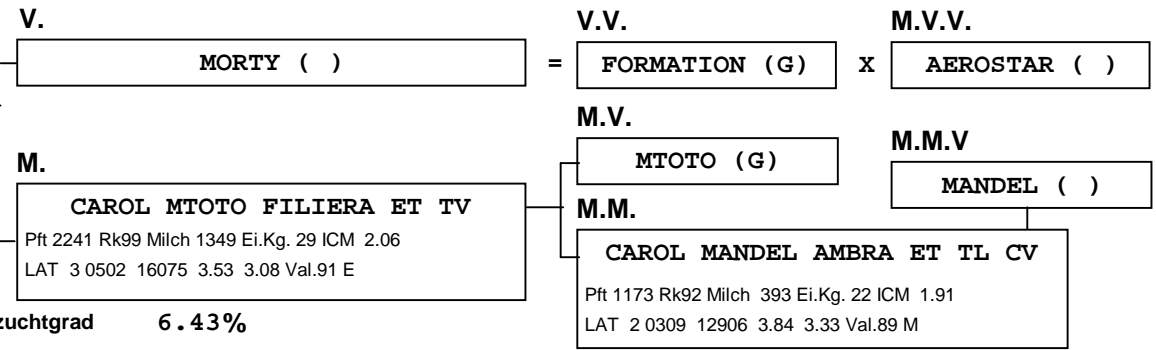 V. V.V. M.V.V.
MORTY ( ) = FORMATION (G) X AEROSTAR ( )
M.V.
M.M.V
M. MTOTO (G)
MANDEL ( )
CAROL MTOTO FILIERA ET TV M.M.
Pft 2241 Rk99 Milch 1349 Ei.Kg. 29 ICM 2.06
CAROL MANDEL AMBRA ET TL CV
LAT 3 0502 16075 3.53 3.08 Val.91 E
Pft 1173 Rk92 Milch 393 Ei.Kg. 22 ICM 1.91
zuchtgrad 6.43%
LAT 2 0309 12906 3.84 3.33 Val.89 M